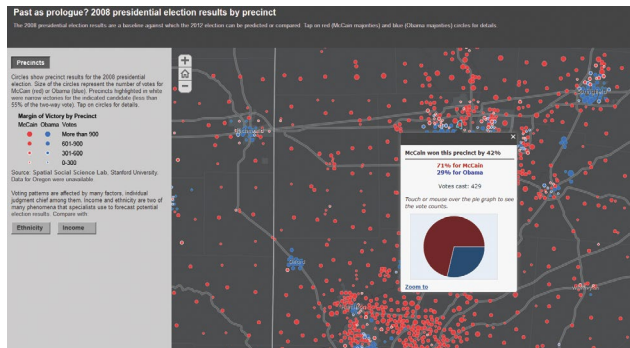 Past as prologue? 2008 presidential election results by precinct
The 2008 presidential election results are a baseline against which the 2012 election can be predicted or compared. Tap on red (McCain majorities) and blue (Obama majorities) circles for details.
Precincts
Circles show precinct results for the 2008 presidential
election. Size of the circles represent the number of votes for
McCain (red) or Obama (blue). Precincts highlighted in white
were narrow victories for the indicated candidate (less than
55% of the two-way vote). Tap on circles for details.
Margin of Victory by Precinct
McCain Obama Votes
More than 900
601-900
301-600
0-300
Source: Spatial Social Science Lab, Stanford University.
Data for Oregon were unavailable.
Voting patterns are affected by many factors, individual
judgment chief among them. Income and ethnicity are two of
many phenomena that specialists use to forecast potential
election results. Compare with:
Ethnicity Income
+
−
×
McCain won this precinct by 42%
71% for McCain
29% for Obama
Votes cast: 429
Touch or mouse over the pie graph to see
the vote counts.
Zoom to